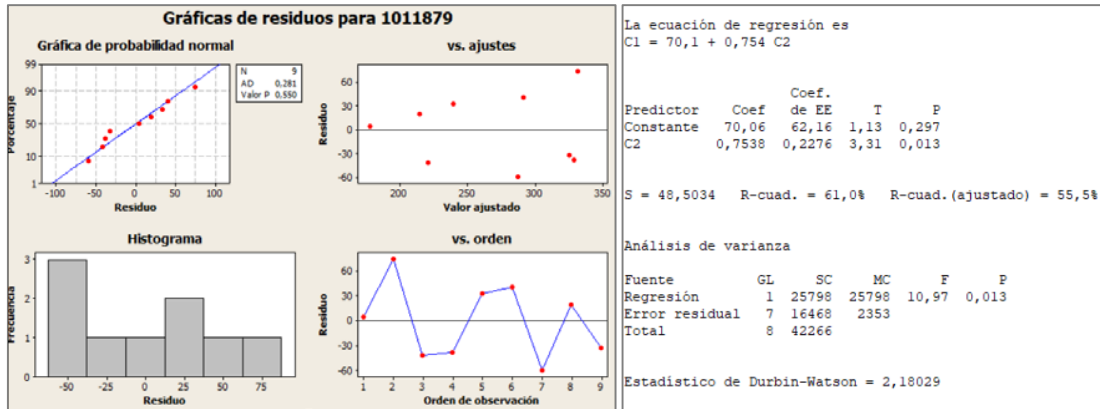 Gráficas de residuos para 1011879
Gráfica de probabilidad normal
99
90
50
10
1
Porcentaje
-100 -50 0 50 100
Residuo
N 9
AD 0,281
Valor P 0,550
vs. ajustes
60
30
0
-30
-60
Residuo
200 250 300 350
Valor ajustado
Histograma
3
2
1
0
Frecuencia
-50 -25 0 25 50 75
Residuo
vs. orden
60
30
0
-30
-60
Residuo
1 2 3 4 5 6 7 8 9
Orden de observación
La ecuación de regresión es
C1 = 70,1 + 0,754 C2
Coef.
Predictor Coef de EE T P
Constante 70,06 62,16 1,13 0,297
C2 0,7538 0,2276 3,31 0,013
S = 48,5034 R-cuad. = 61,0% R-cuad.(ajustado) = 55,5%
Análisis de varianza
Fuente GL SC MC F P
Regresión 1 25798 25798 10,97 0,013
Error residual 7 16468 2353
Total 8 42266
Estadístico de Durbin-Watson = 2,18029